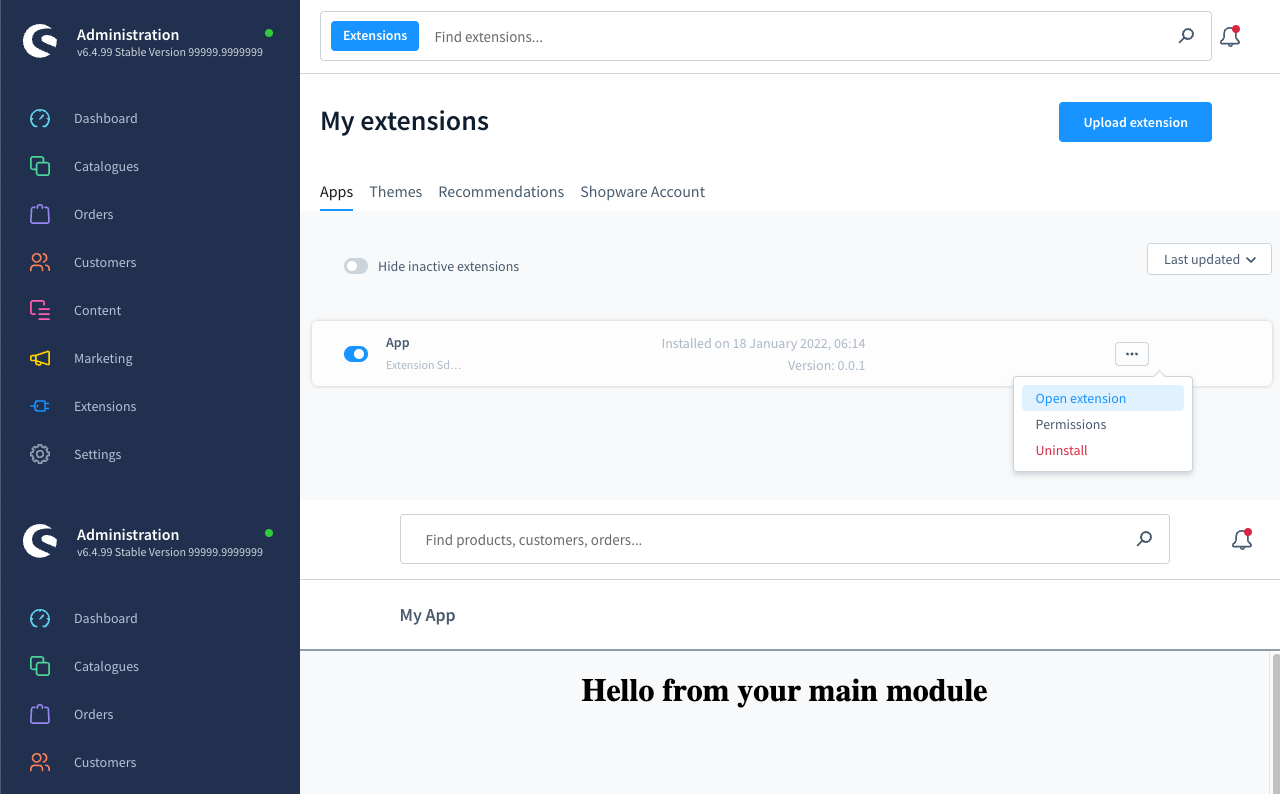 Administration
v6.4.99 Stable Version 99999.9999999
Dashboard
Catalogues
Orders
Customers
Content
Marketing
Extensions
Settings
Extensions Find extensions...
My extensions
Upload extension
Apps Themes Recommendations Shopware Account
Hide inactive extensions
Last updated
App
Extension Sd…
Installed on 18 January 2022, 06:14
Version: 0.0.1
Open extension
Permissions
Uninstall
Administration
v6.4.99 Stable Version 99999.9999999
Dashboard
Catalogues
Orders
Customers
Find products, customers, orders...
My App
Hello from your main module